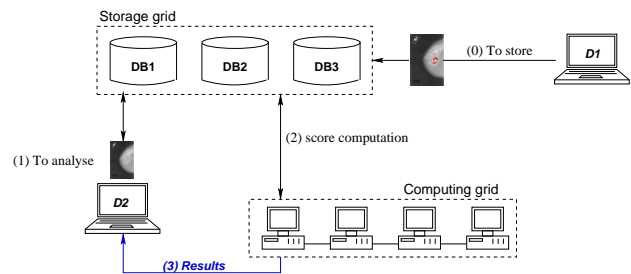 Storage grid
DB1 DB2 DB3
(0) To store
D1
(2) score computation
(1) To analyse
D2
Computing grid
(3) Results